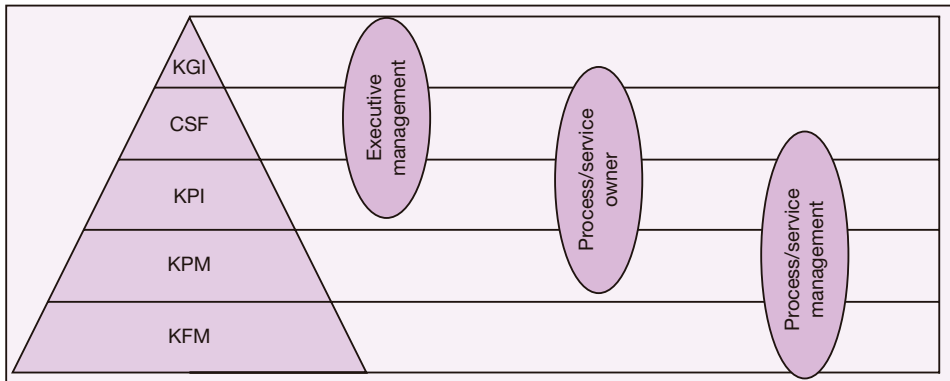 KGI
CSF
KPI
KPM
KFM
Executive
management
Process/service
owner
Process/service
management